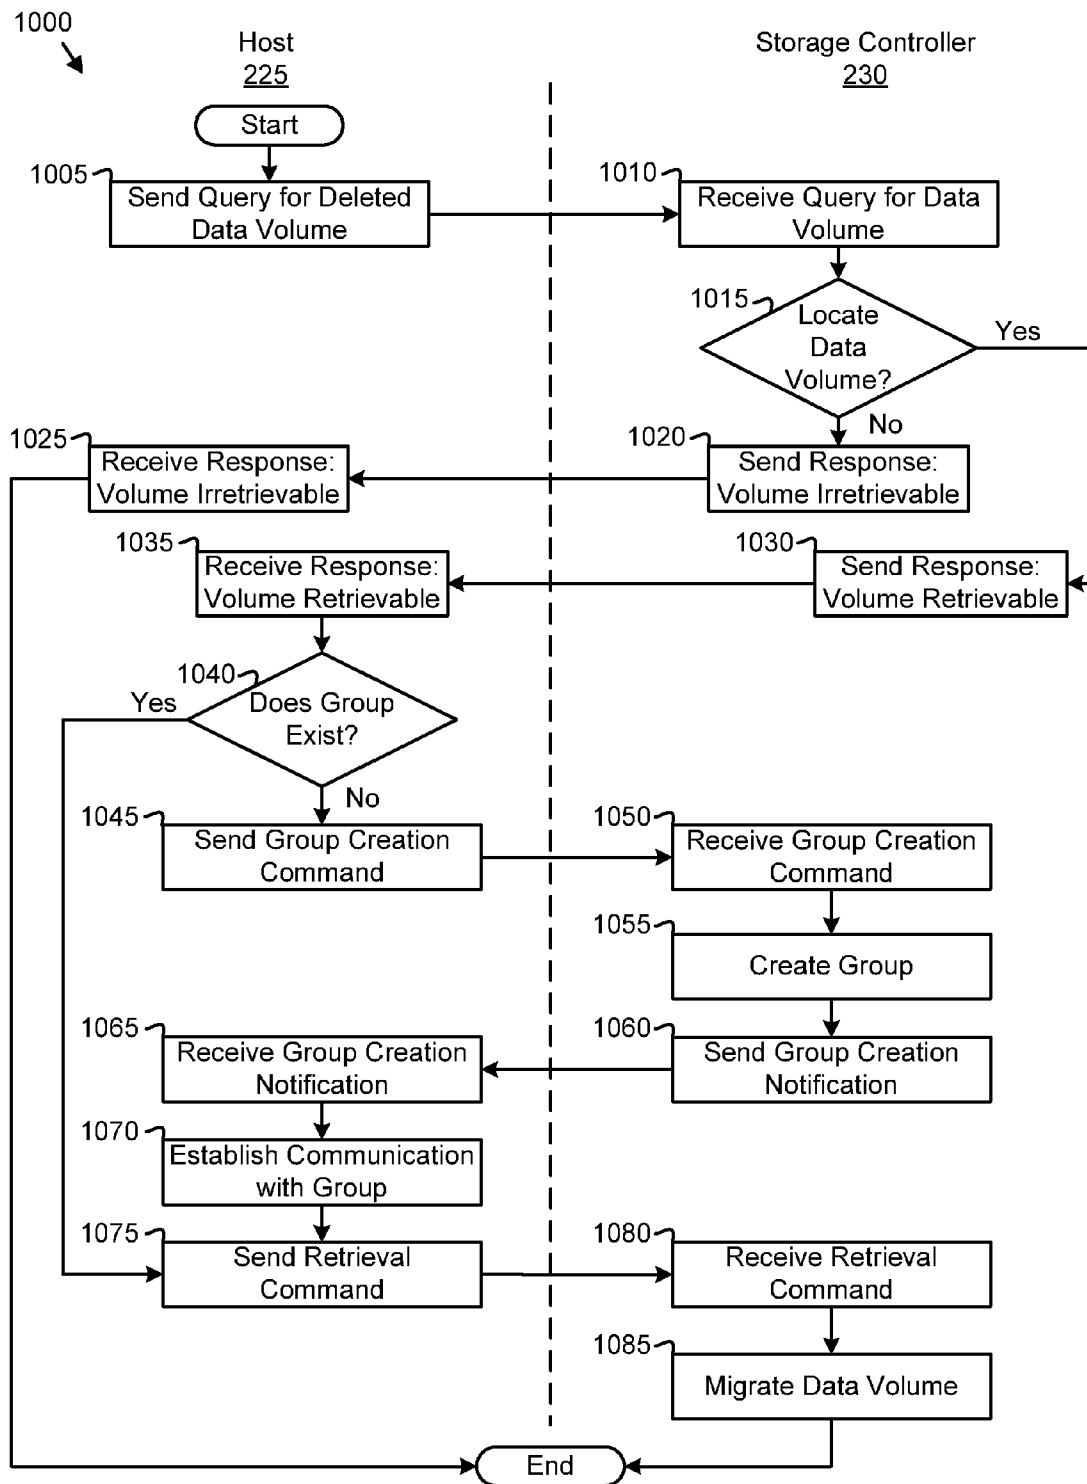 1000
Host
225
Storage Controller
230
Start
1005
Send Query for Deleted
Data Volume
1010
Receive Query for Data
Volume
1015
Locate
Data
Volume?
Yes
No
1025
Receive Response:
Volume Irretrievable
1020
Send Response:
Volume Irretrievable
1035
Receive Response:
Volume Retrievable
1030
Send Response:
Volume Retrievable
1040
Does Group
Exist?
Yes
No
1045
Send Group Creation
Command
1050
Receive Group Creation
Command
1055
Create Group
1065
Receive Group Creation
Notification
1060
Send Group Creation
Notification
1070
Establish Communication
with Group
1075
Send Retrieval
Command
1080
Receive Retrieval
Command
1085
Migrate Data Volume
End